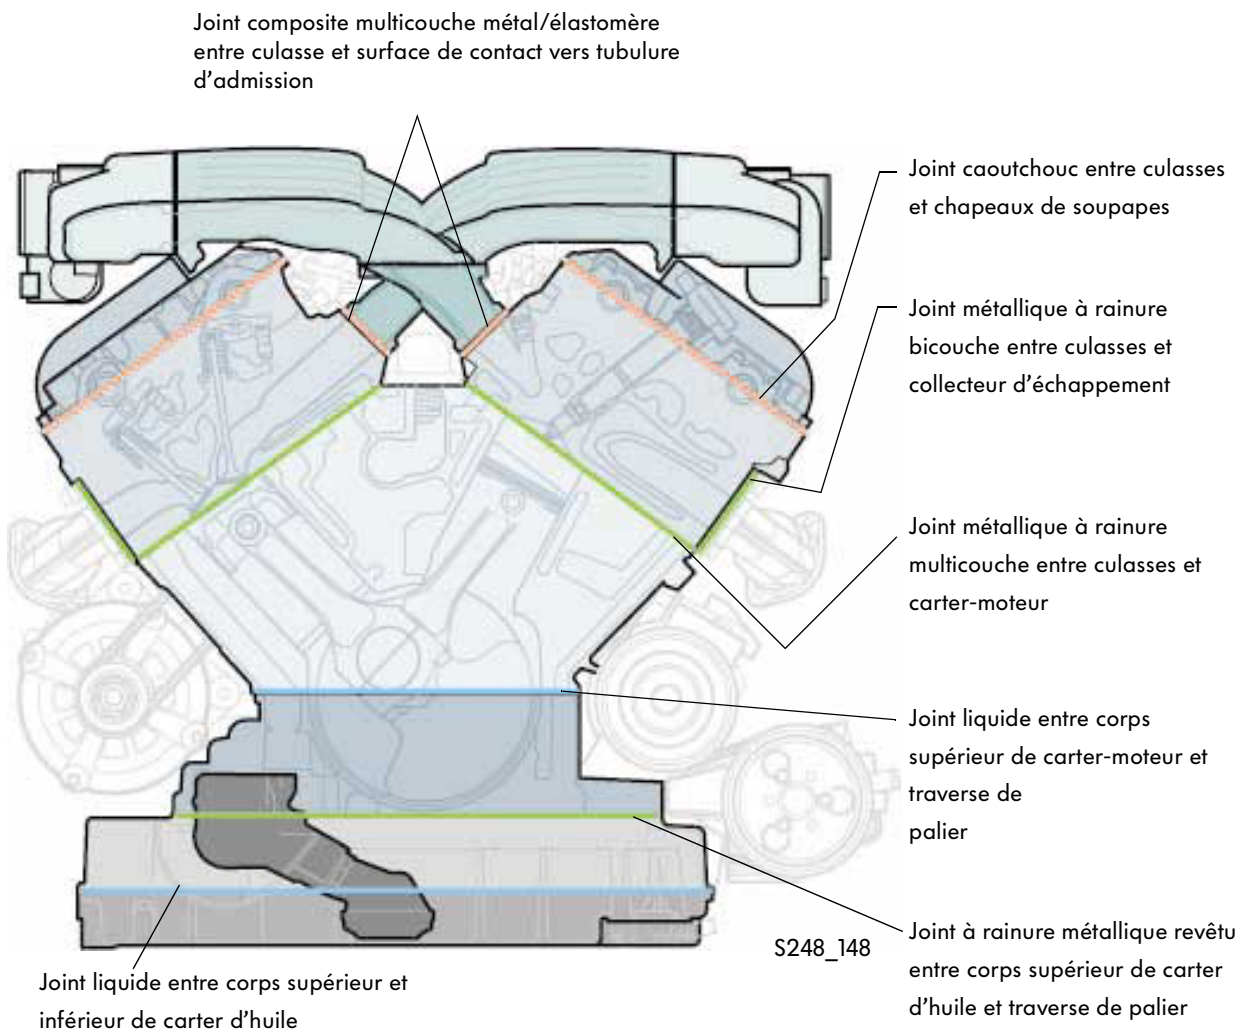 Joint composite multicouche métal/élastomère
entre culasse et surface de contact vers tubulure
d'admission
Joint caoutchouc entre culasses
et chapeaux de soupapes
Joint métallique à rainure
bicouche entre culasses et
collecteur d'échappement
Joint métallique à rainure
multicouche entre culasses et
carter-moteur
Joint liquide entre corps
supérieur de carter-moteur et
traverse de
palier
Joint à rainure métallique revêtu
entre corps supérieur de carter
d'huile et traverse de palier
S248_148
Joint liquide entre corps supérieur et
inférieur de carter d'huile